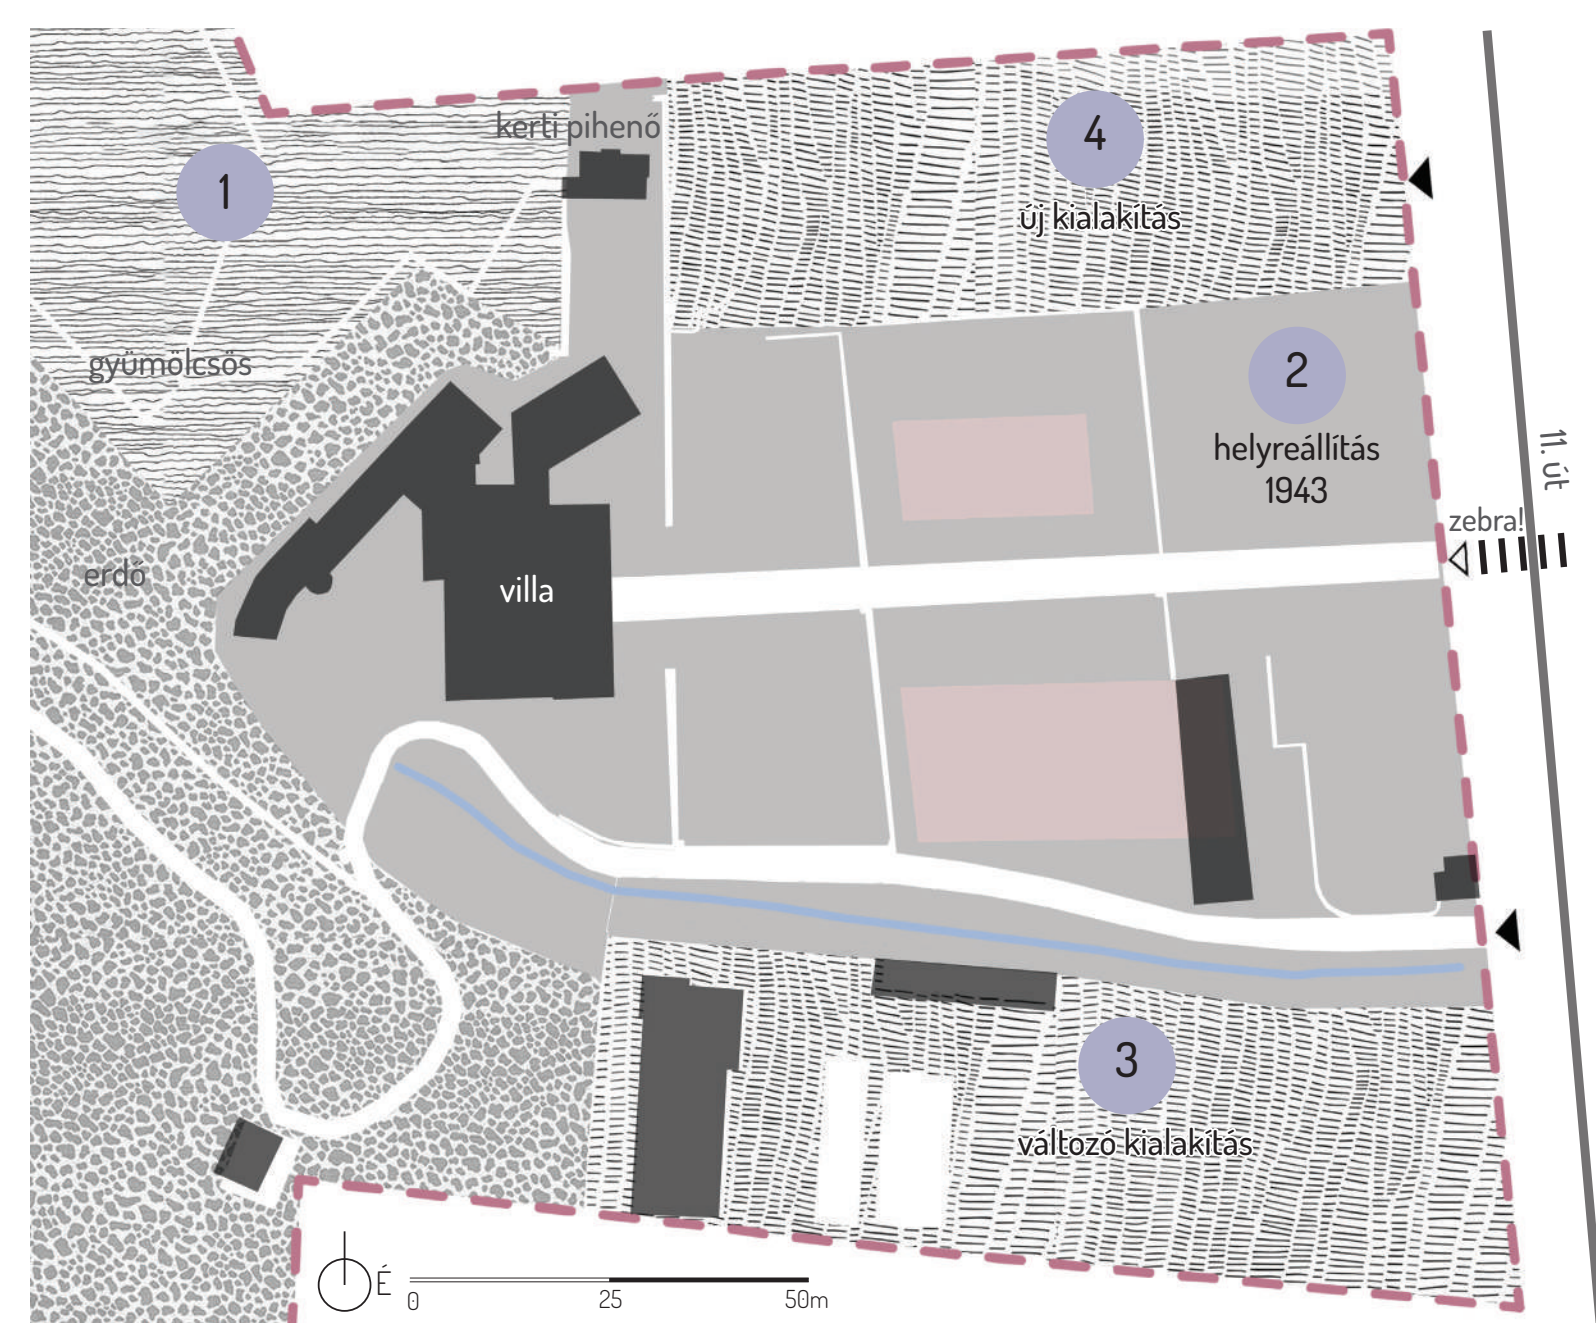 kerti pihenő
4
1
új kialakítás
2
gyümölcsös
helyreállítás
1943
11. út
zebra!
erdő
villa
3
változó kialakítás
É
0
25
50m